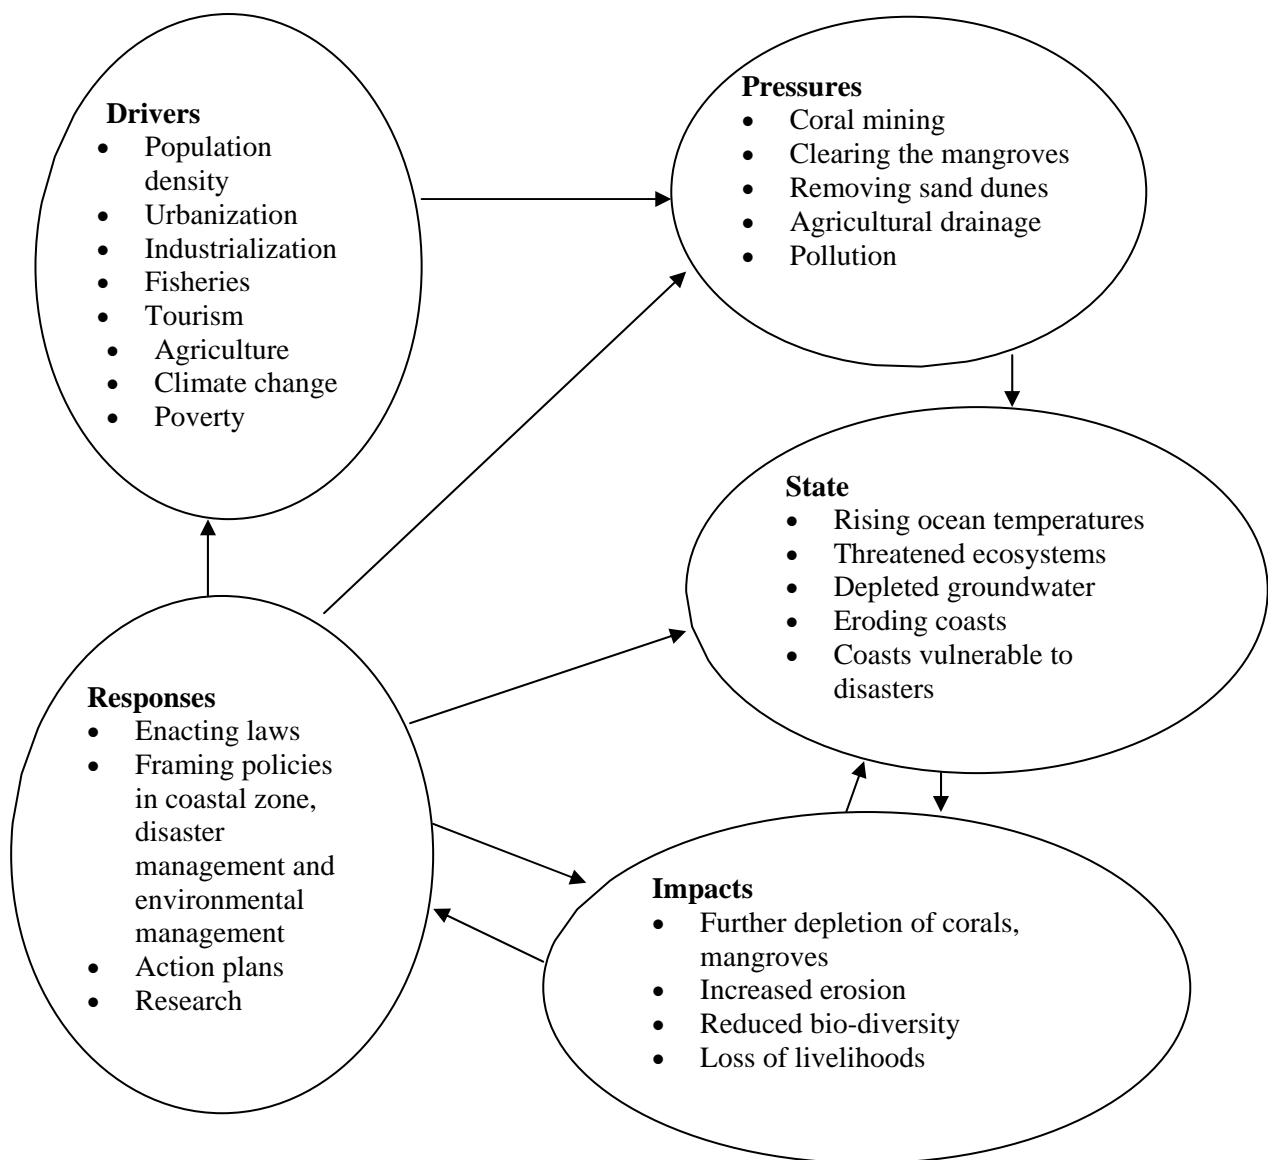 Drivers
• Population
density
• Urbanization
• Industrialization
• Fisheries
• Tourism
• Agriculture
• Climate change
• Poverty
Pressures
• Coral mining
• Clearing the mangroves
• Removing sand dunes
• Agricultural drainage
• Pollution
State
• Rising ocean temperatures
• Threatened ecosystems
• Depleted groundwater
• Eroding coasts
• Coasts vulnerable to
disasters
Responses
• Enacting laws
• Framing policies
in coastal zone,
disaster
management and
environmental
management
• Action plans
• Research
Impacts
• Further depletion of corals,
mangroves
• Increased erosion
• Reduced bio-diversity
• Loss of livelihoods